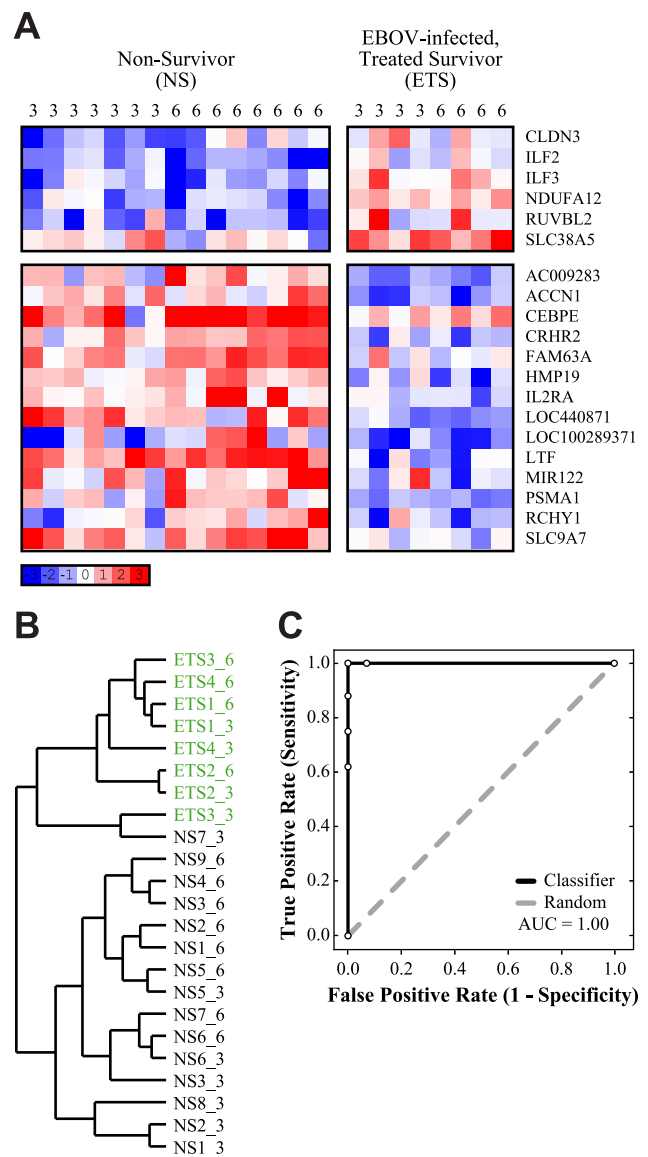 A
Non-Survivor
(NS)
EBOV-infected,
Treated Survivor
(ETS)
3 3 3 3 3 3 3 6 6 6 6 6 6 6 6
3 3 3 3 6 6 6 6
CLDN3
ILF2
ILF3
NDUFA12
RUVBL2
SLC38A5
AC009283
ACCN1
CEBPE
CRHR2
FAM63A
HMP19
IL2RA
LOC440871
LOC100289371
LTF
MIR122
PSMA1
RCHY1
SLC9A7
-3 -2 -1 0 1 2 3
B
ETS3_6
ETS4_6
ETS1_6
ETS1_3
ETS4_3
ETS2_6
ETS2_3
ETS3_3
NS7_3
NS9_6
NS4_6
NS3_6
NS2_6
NS1_6
NS5_6
NS5_3
NS7_6
NS6_6
NS6_3
NS3_3
NS8_3
NS2_3
NS1_3
C
True Positive Rate (Sensitivity)
1.0
0.8
0.6
0.4
0.2
0.0
Classifier
Random
AUC = 1.00
0.0 0.2 0.4 0.6 0.8 1.0
False Positive Rate (1 - Specificity)